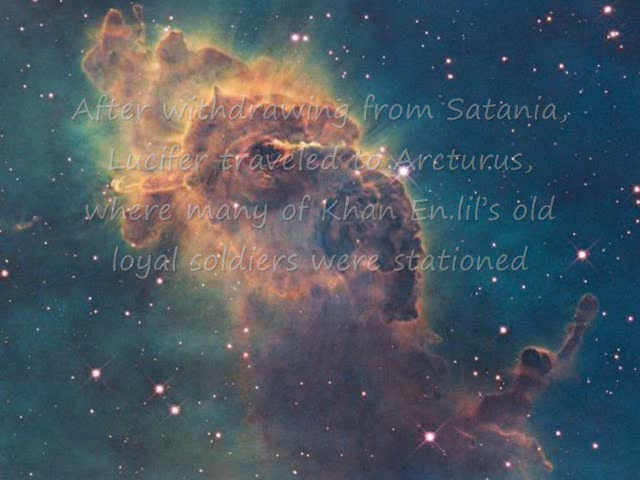 After withdrawing from Satania,
Lucifer traveled to Arcturus,
where many of Khan En.lil's old
loyal soldiers were stationed